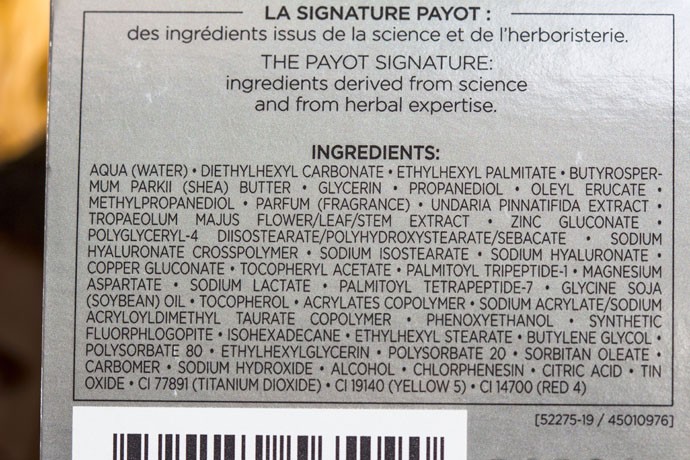 LA SIGNATURE PAYOT :
des ingrédients issus de la science et de l'herboristerie.
THE PAYOT SIGNATURE:
ingredients derived from science
and from herbal expertise.
INGREDIENTS:
AQUA (WATER) • DIETHYLHEXYL CARBONATE • ETHYLHEXYL PALMITATE • BUTYROSPER-
MUM PARKII (SHEA) BUTTER • GLYCERIN • PROPANEDIOL • OLEYL ERUCATE •
METHYLPROPANEDIOL • PARFUM (FRAGRANCE) • UNDARIA PINNATIFIDA EXTRACT •
TROPAEOLUM MAJUS FLOWER/LEAF/STEM EXTRACT • ZINC GLUCONATE •
POLYGLYCERYL-4 DIISOSTEARATE/POLYHYDROXYSTEARATE/SEBACATE • SODIUM
HYALURONATE CROSSPOLYMER • SODIUM ISOSTEARATE • SODIUM HYALURONATE •
COPPER GLUCONATE • TOCOPHERYL ACETATE • PALMITOYL TRIPEPTIDE-1 • MAGNESIUM
ASPARTATE • SODIUM LACTATE • PALMITOYL TETRAPEPTIDE-7 • GLYCINE SOJA
(SOYBEAN) OIL • TOCOPHEROL • ACRYLATES COPOLYMER • SODIUM ACRYLATE/SODIUM
ACRYLOYLDIMETHYL TAURATE COPOLYMER • PHENOXYETHANOL • SYNTHETIC
FLUORPHLOGOPITE • ISOHEXADECANE • ETHYLHEXYL STEARATE • BUTYLENE GLYCOL •
POLYSORBATE 80 • ETHYLHEXYLGLYCERIN • POLYSORBATE 20 • SORBITAN OLEATE •
CARBOMER • SODIUM HYDROXIDE • ALCOHOL • CHLORPHENESIN • CITRIC ACID • TIN
OXIDE • CI 77891 (TITANIUM DIOXIDE) • CI 19140 (YELLOW 5) • CI 14700 (RED 4)
[52275-19 / 45010976]